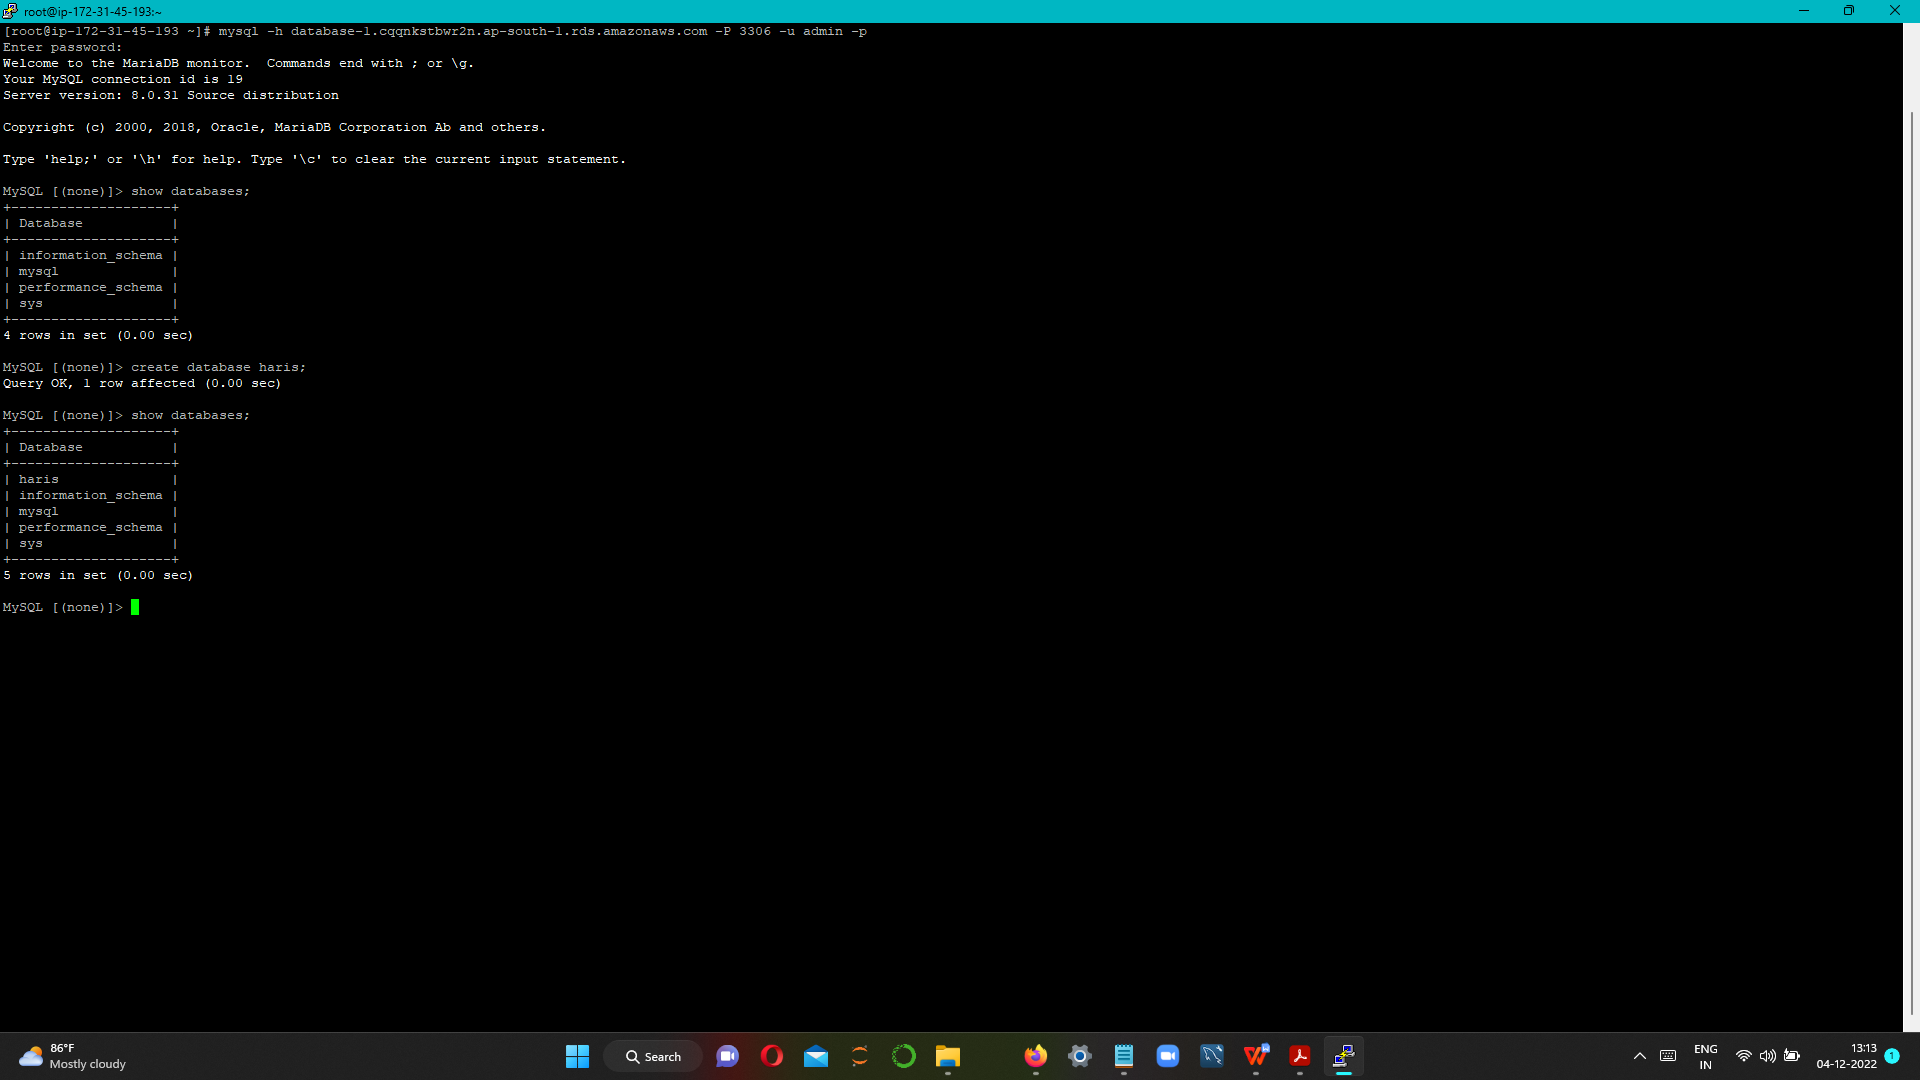 root@ip-172-31-45-193:~
[root@ip-172-31-45-193 ~]# mysql -h database-1.cqqnkstbwr2n.ap-south-1.rds.amazonaws.com -P 3306 -u admin -p
Enter password:
Welcome to the MariaDB monitor.  Commands end with ; or \g.
Your MySQL connection id is 19
Server version: 8.0.31 Source distribution
Copyright (c) 2000, 2018, Oracle, MariaDB Corporation Ab and others.
Type 'help;' or '\h' for help. Type '\c' to clear the current input statement.
MySQL [(none)]> show databases;
+--------------------+
| Database           |
+--------------------+
| information_schema |
| mysql              |
| performance_schema |
| sys                |
+--------------------+
4 rows in set (0.00 sec)
MySQL [(none)]> create database haris;
Query OK, 1 row affected (0.00 sec)
MySQL [(none)]> show databases;
+--------------------+
| Database           |
+--------------------+
| haris              |
| information_schema |
| mysql              |
| performance_schema |
| sys                |
+--------------------+
5 rows in set (0.00 sec)
MySQL [(none)]>
86°F
Mostly cloudy
Search
ENG
IN
13:13
04-12-2022
1